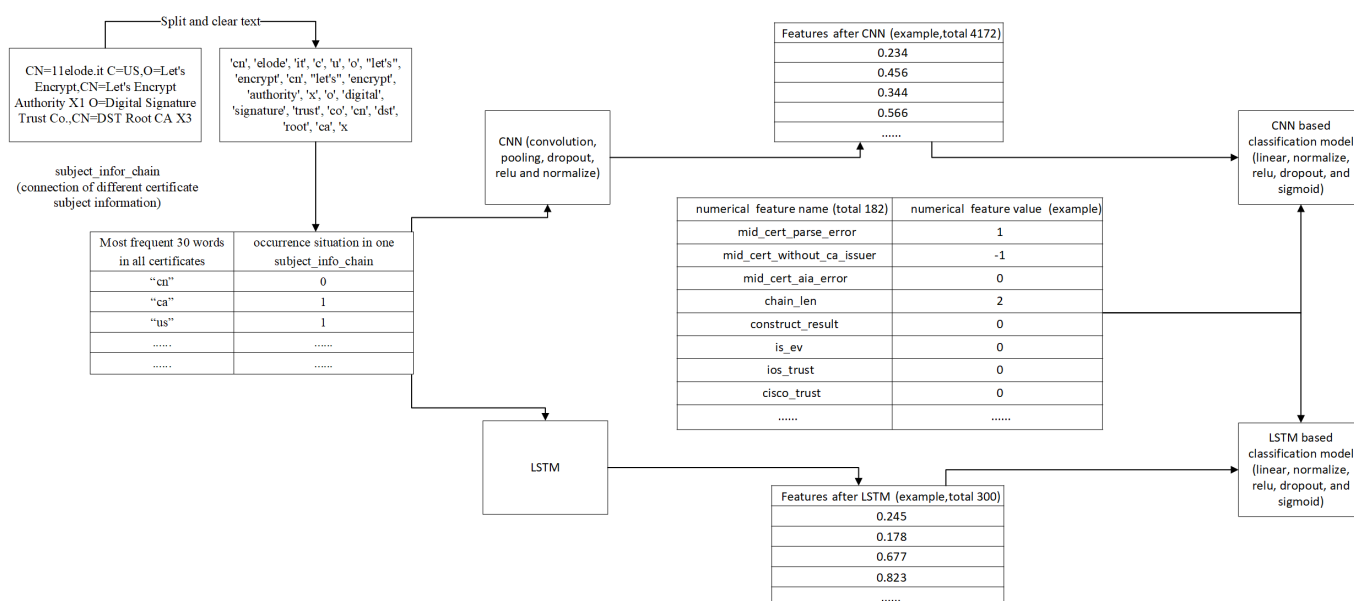 Split and clear text
CN=11elode.it C=US,O=Let's
Encrypt,CN=Let's Encrypt
Authority X1 O=Digital Signature
Trust Co.,CN=DST Root CA X3
'cn', 'elode', 'it', 'c', 'u', 'o', "let's",
'encrypt', 'cn', "let's", 'encrypt',
'authority', 'x', 'o', 'digital',
'signature', 'trust', 'co', 'cn', 'dst',
'root', 'ca', 'x
subject_infor_chain
(connection of different certificate
subject information)
Most frequent 30 words
in all certificates
occurrence situation in one
subject_info_chain
“cn”
0
“ca”
1
“us”
1
......
......
......
......
CNN (convolution,
pooling, dropout,
relu and normalize)
LSTM
Features after CNN (example,total 4172)
0.234
0.456
0.344
0.566
......
numerical feature name (total 182)
numerical feature value (example)
mid_cert_parse_error
1
mid_cert_without_ca_issuer
-1
mid_cert_aia_error
0
chain_len
2
construct_result
0
is_ev
0
ios_trust
0
cisco_trust
0
......
......
Features after LSTM (example,total 300)
0.245
0.178
0.677
0.823
......
CNN based
classification model
(linear, normalize,
relu, dropout, and
sigmoid)
LSTM based
classification model
(linear, normalize,
relu, dropout, and
sigmoid)